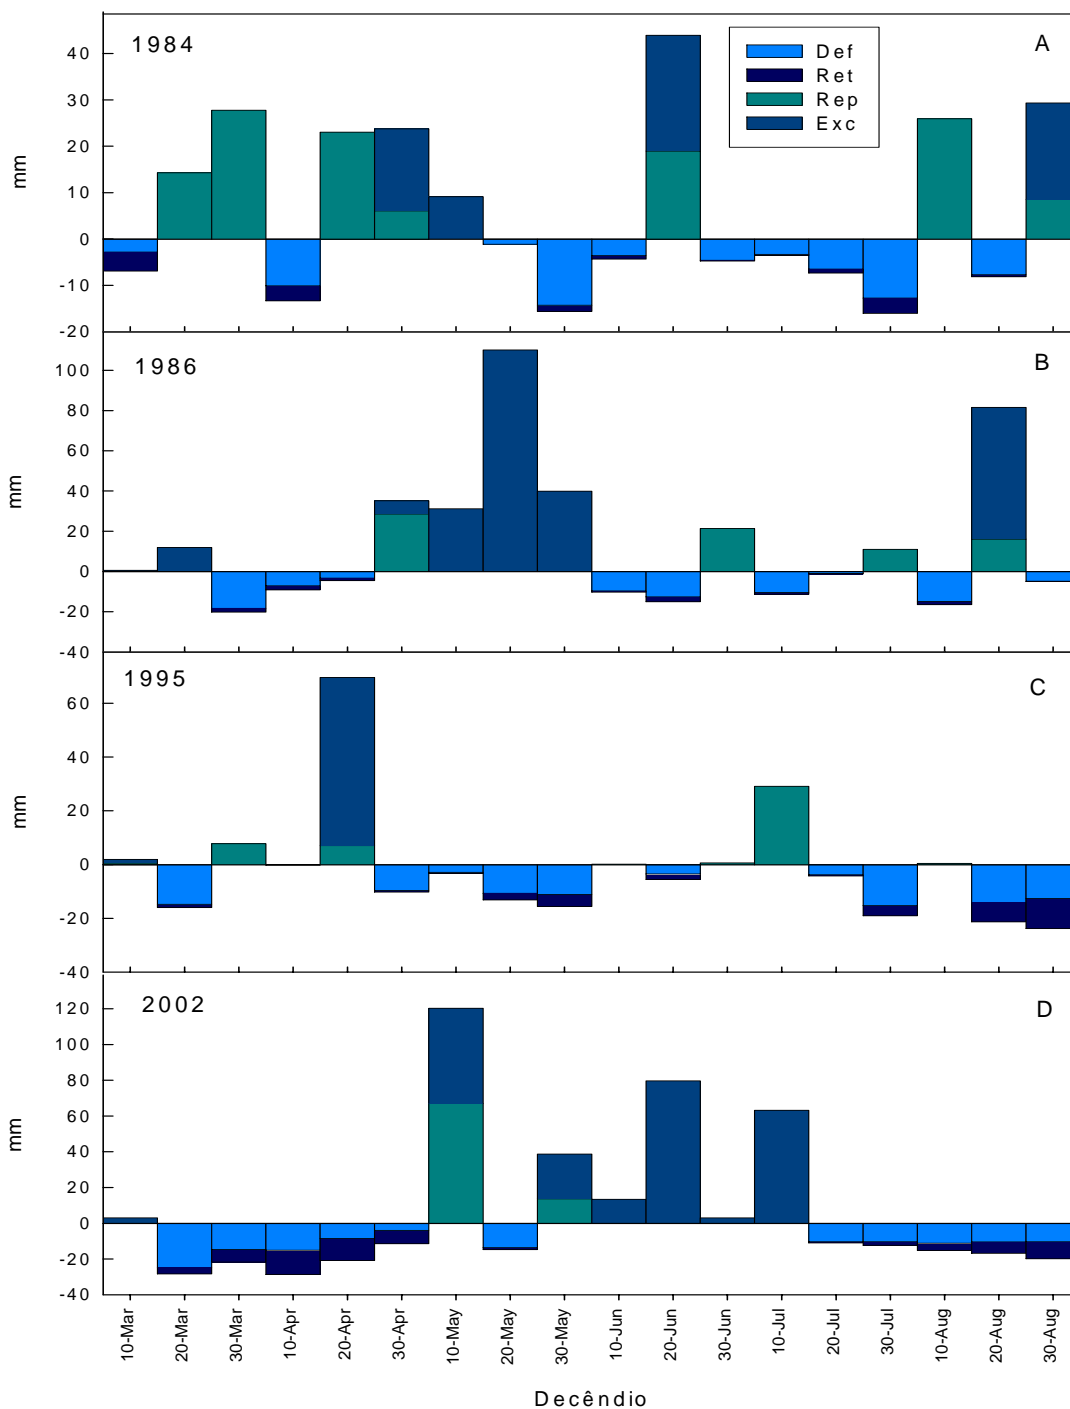 1984
A
Def
Ret
Rep
Exc
40
30
20
10
0
-10
-20
mm
1986
B
100
80
60
40
20
0
-20
-40
mm
1995
C
60
40
20
0
-20
-40
mm
2002
D
120
100
80
60
40
20
0
-20
-40
mm
10-Mar
20-Mar
30-Mar
10-Apr
20-Apr
30-Apr
10-May
20-May
30-May
10-Jun
20-Jun
30-Jun
10-Jul
20-Jul
30-Jul
10-Aug
20-Aug
30-Aug
Decêndio